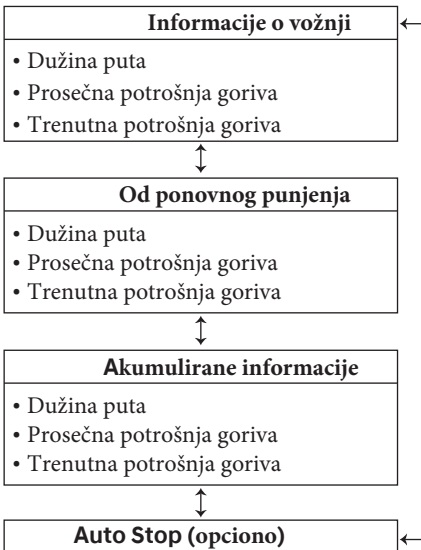 Informacije o vožnji
• Dužina puta
• Prosečna potrošnja goriva
• Trenutna potrošnja goriva
Od ponovnog punjenja
• Dužina puta
• Prosečna potrošnja goriva
• Trenutna potrošnja goriva
Akumulirane informacije
• Dužina puta
• Prosečna potrošnja goriva
• Trenutna potrošnja goriva
Auto Stop (opciono)